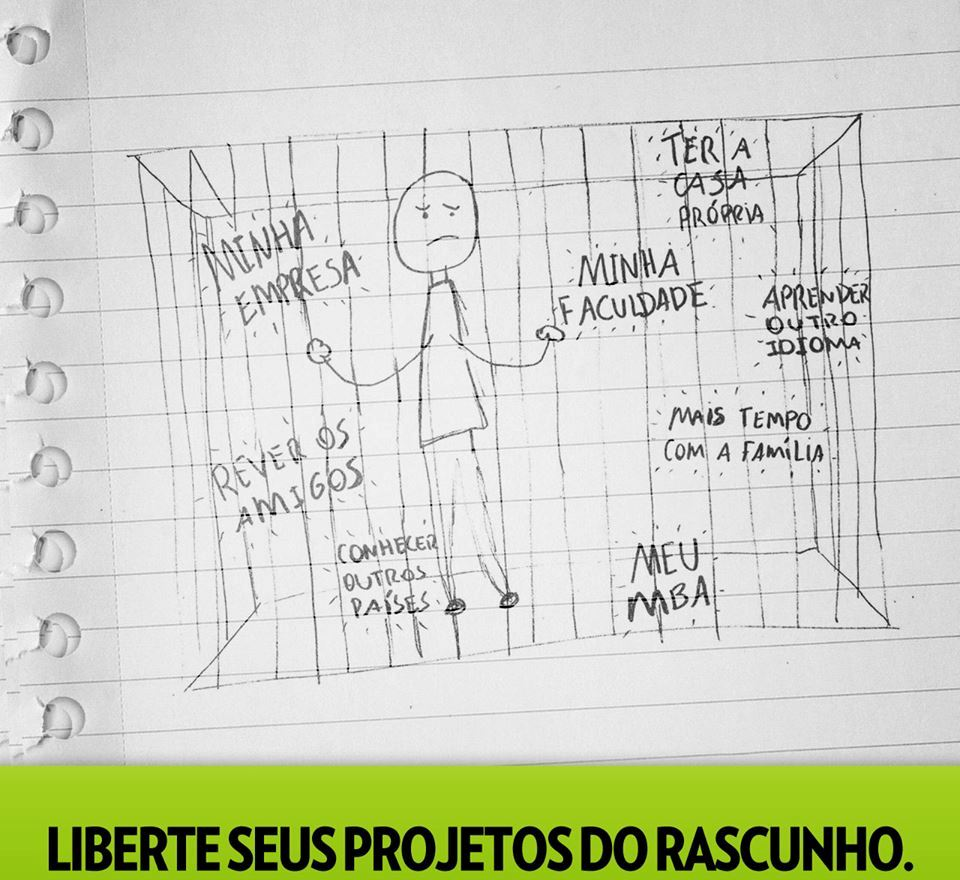 MINHA
EMPRESA
TER A
CASA
PRÓPRIA
MINHA
FACULDADE
APRENDER
OUTRO
IDIOMA
MAIS TEMPO
COM A FAMÍLIA
REVER OS
AMIGOS
CONHECER
OUTROS
PAÍSES
MEU
MBA
LIBERTE SEUS PROJETOS DO RASCUNHO.